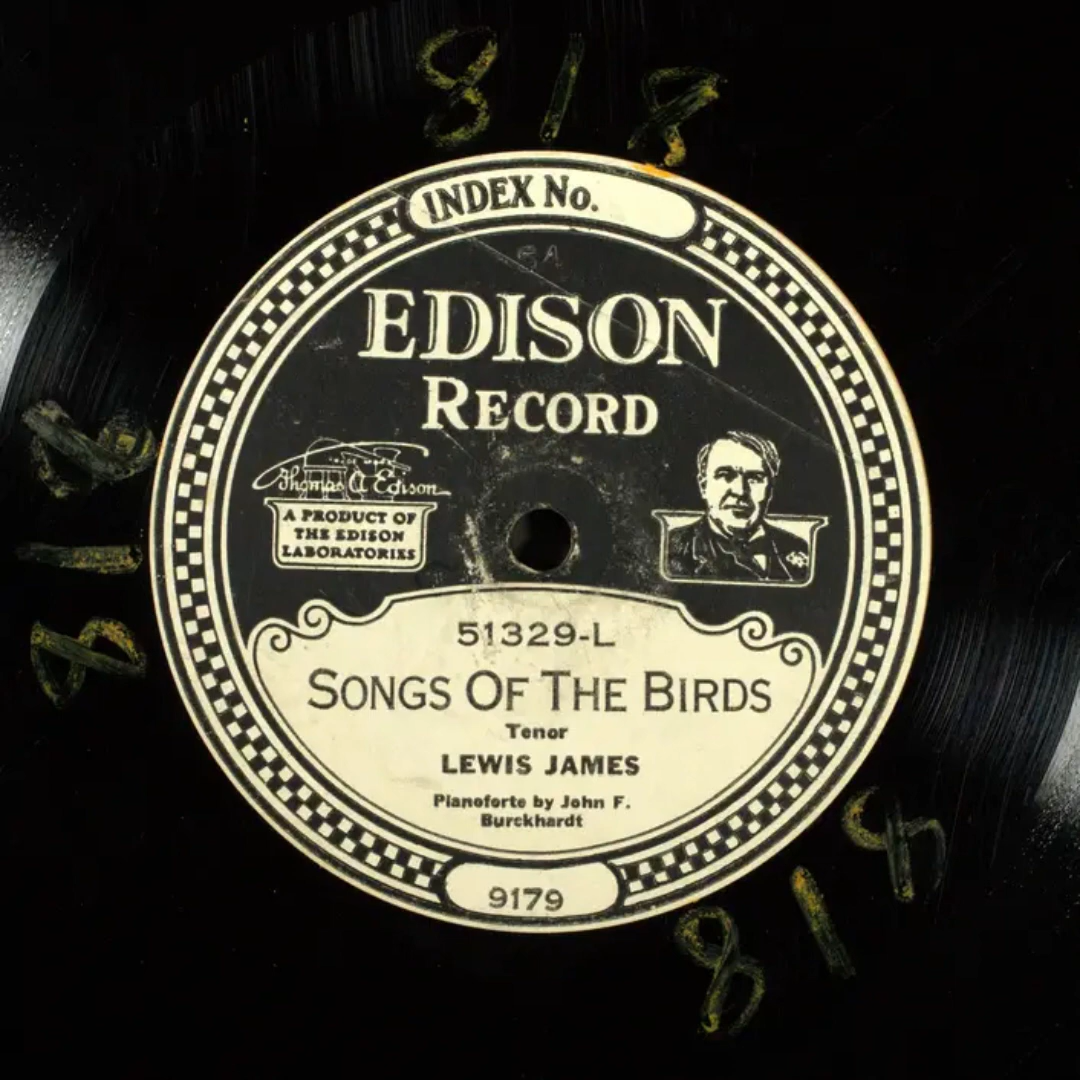 818
INDEX No.
EDISON
RECORD
Thomas A Edison
A PRODUCT OF
THE EDISON
LABORATORIES
51329-L
SONGS OF THE BIRDS
Tenor
LEWIS JAMES
Pianoforte by John F.
Burckhardt
9179
818
818